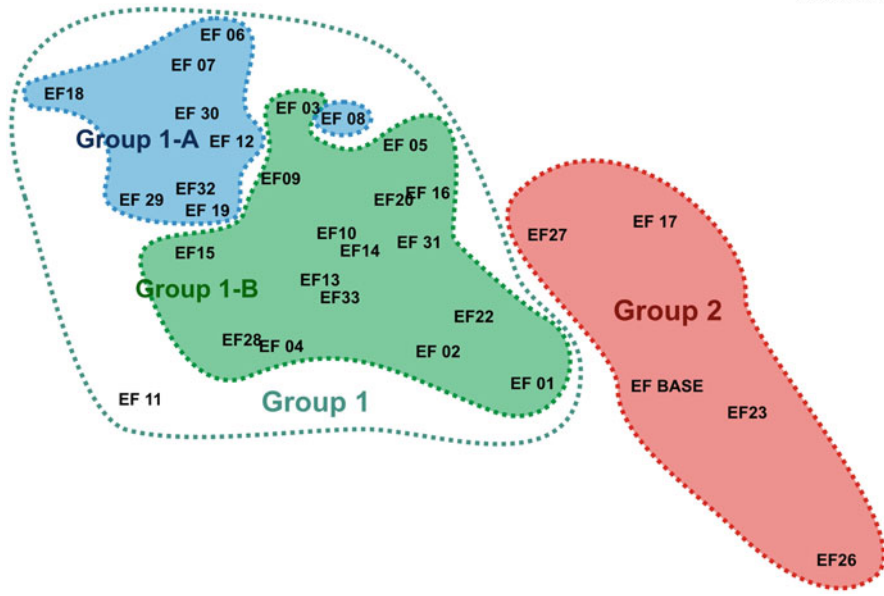 EF 06
EF 07
EF18
EF 30
Group 1-A
EF 12
EF32
EF 29
EF 19
EF 03
EF 08
EF 05
EF09
EF20
EF 16
EF10
EF14
EF 31
EF15
EF13
EF33
Group 1-B
EF22
EF28
EF 04
EF 02
EF 01
EF 11
Group 1
EF27
EF 17
Group 2
EF BASE
EF23
EF26